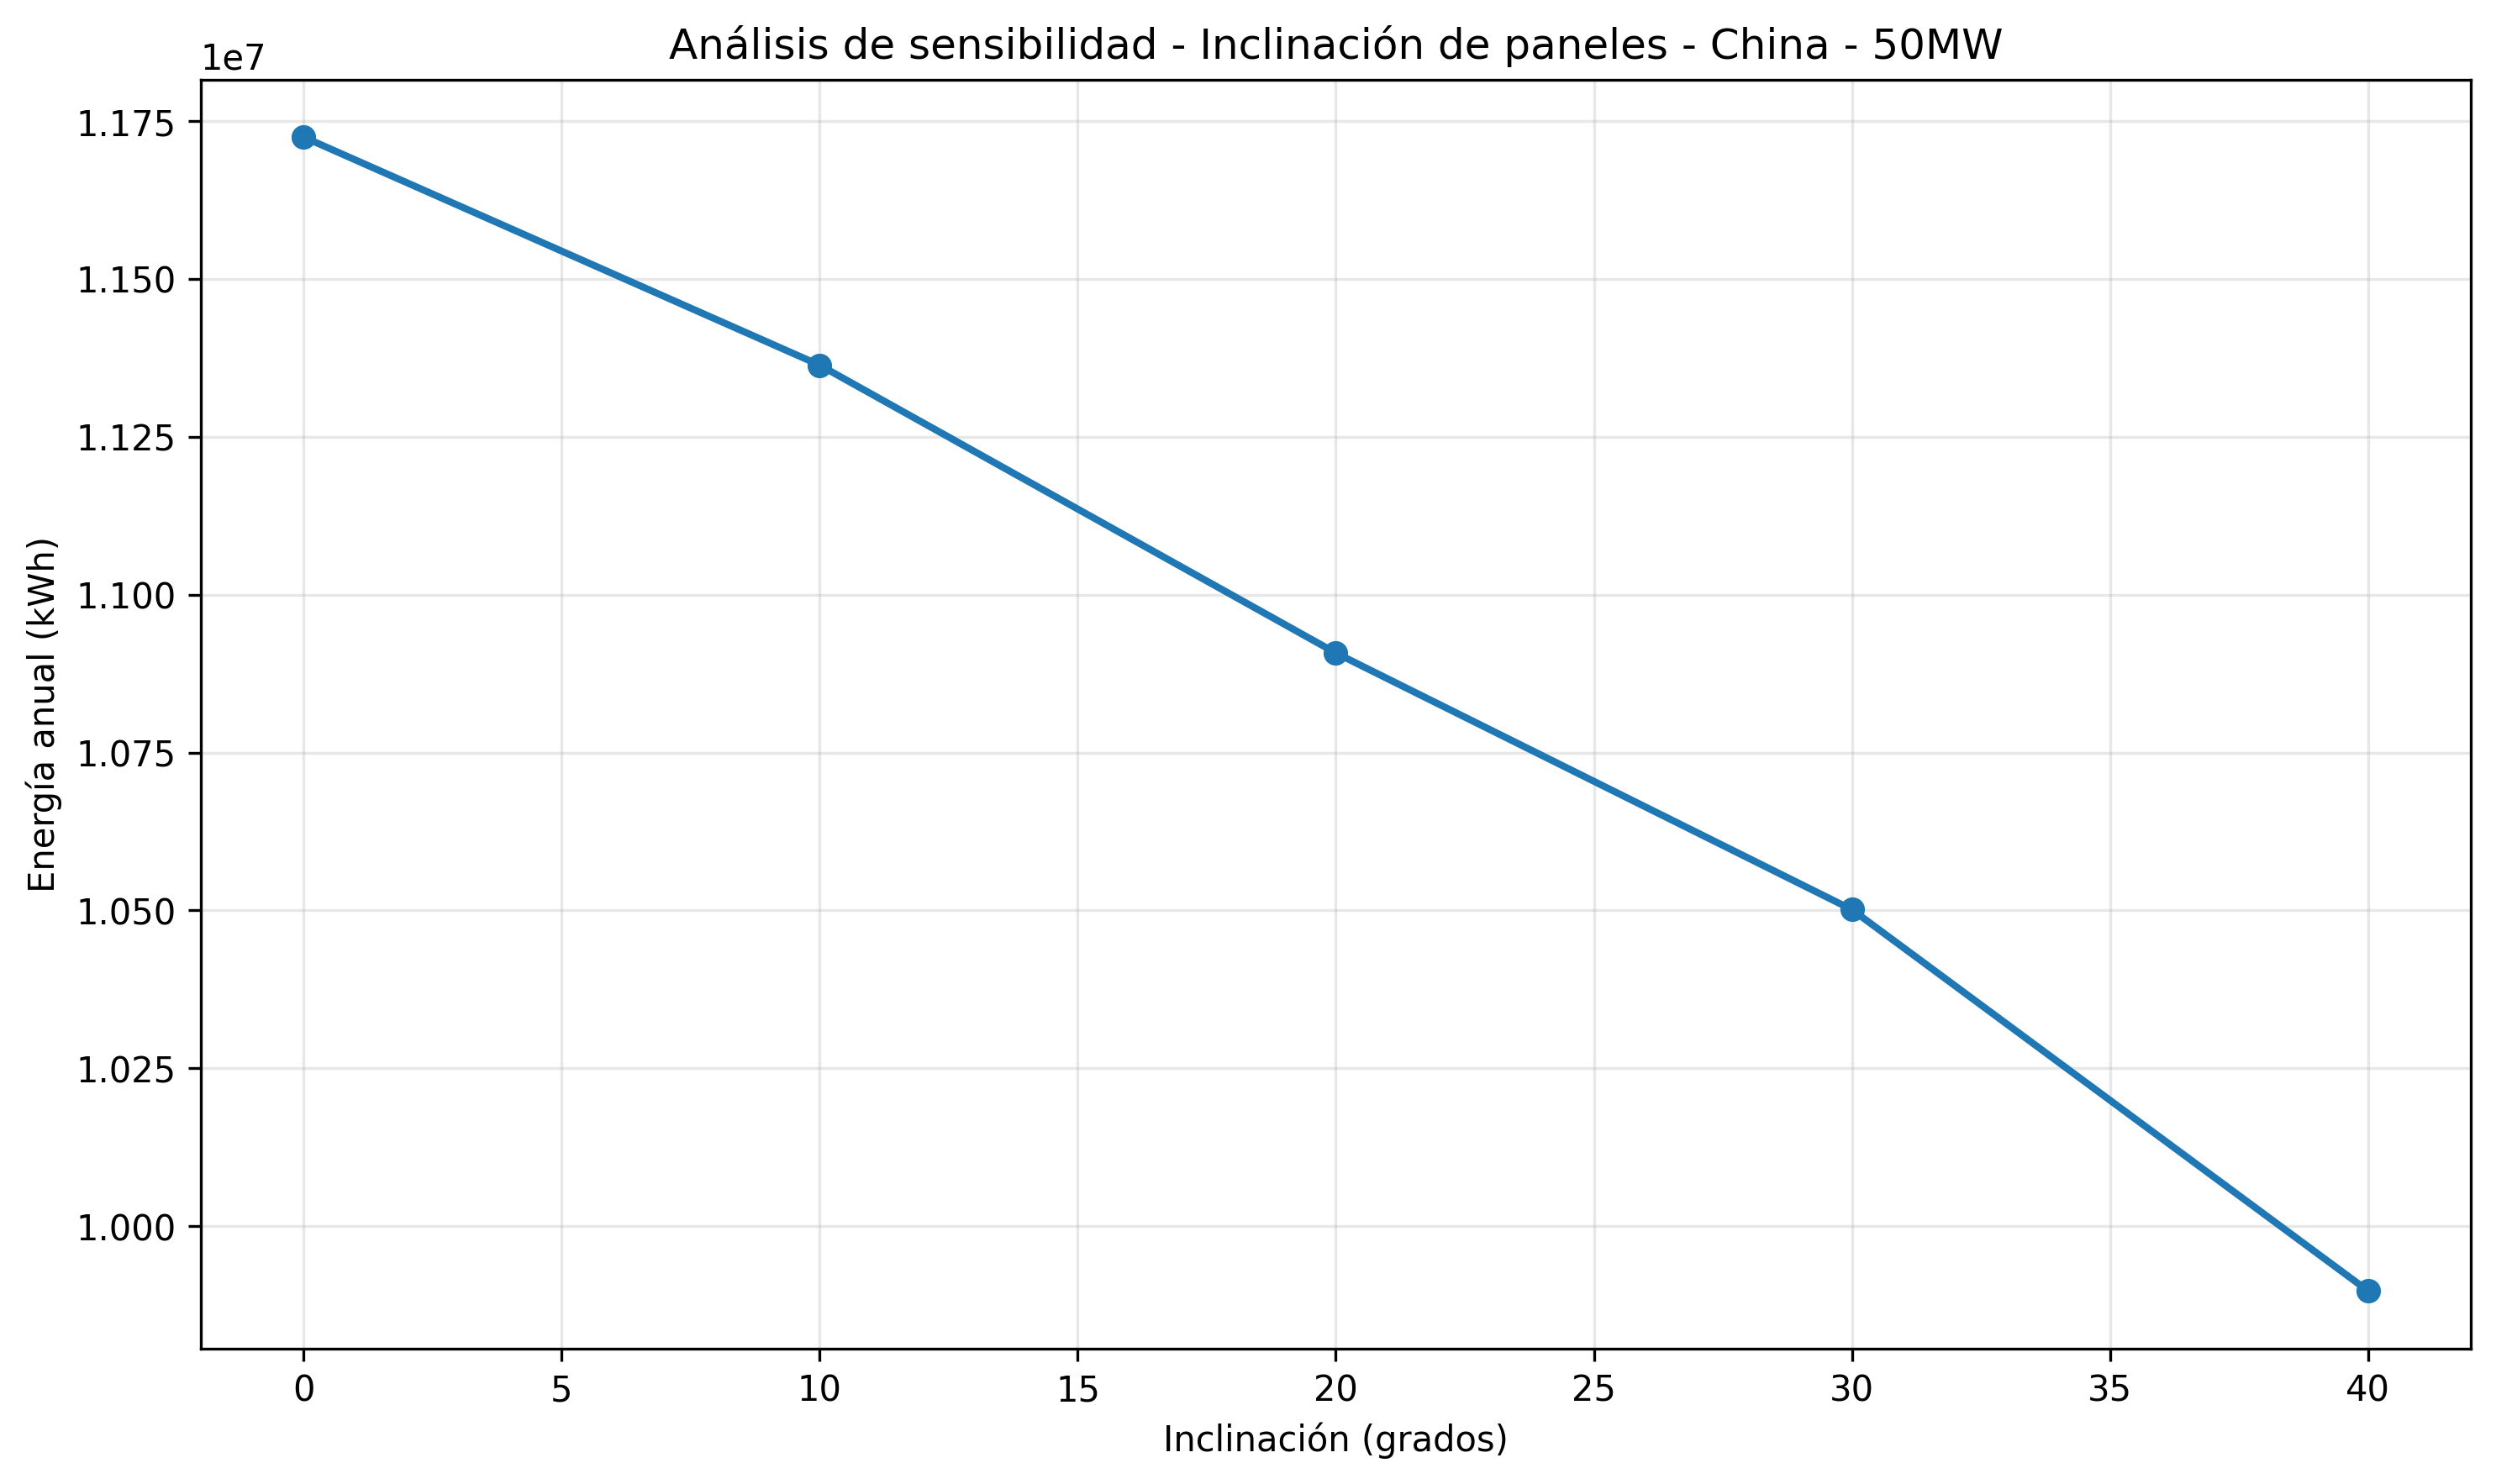 Análisis de sensibilidad - Inclinación de paneles - China - 50MW
1e7
1.175
1.150
1.125
1.100
1.075
1.050
1.025
1.000
Energía anual (kWh)
0 5 10 15 20 25 30 35 40
Inclinación (grados)